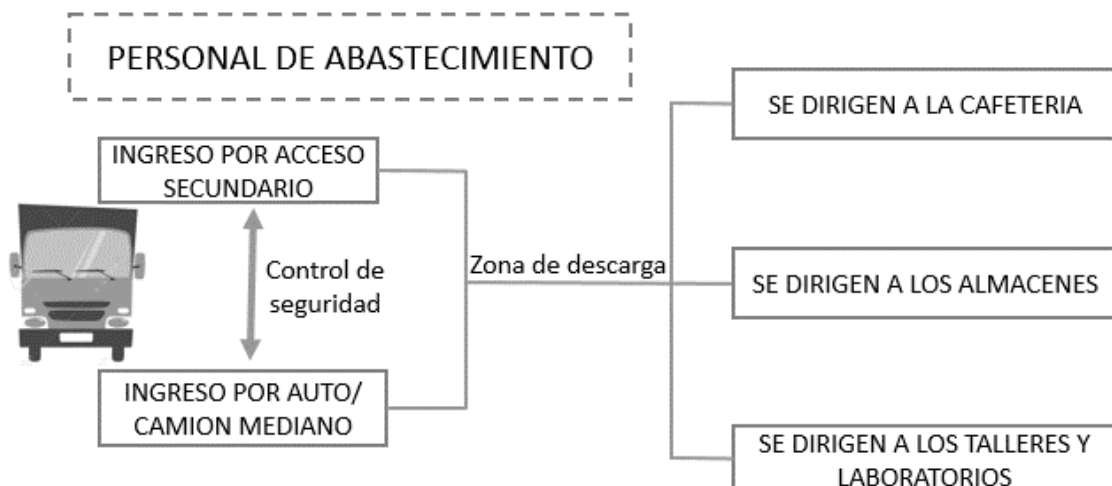 PERSONAL DE ABASTECIMIENTO
INGRESO POR ACCESO
SECUNDARIO
Control de
seguridad
INGRESO POR AUTO/
CAMION MEDIANO
Zona de descarga
SE DIRIGEN A LA CAFETERIA
SE DIRIGEN A LOS ALMACENES
SE DIRIGEN A LOS TALLERES Y
LABORATORIOS